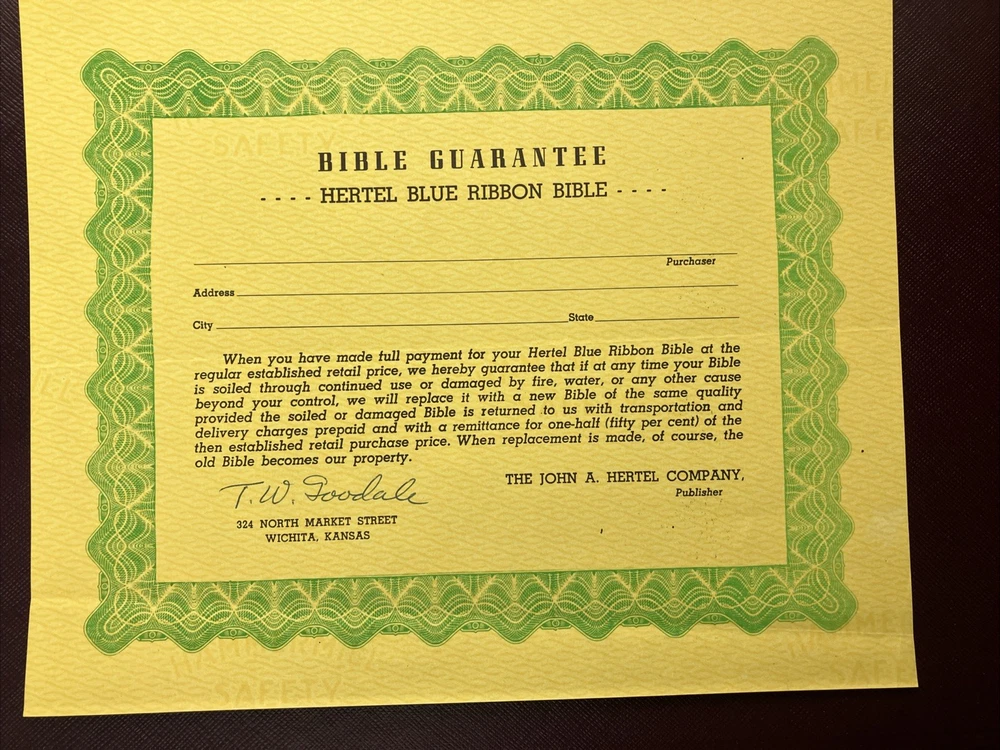 BIBLE GUARANTEE
- - - - HERTEL BLUE RIBBON BIBLE - - - -
Purchaser
Address
City State
When you have made full payment for your Hertel Blue Ribbon Bible at the
regular established retail price, we hereby guarantee that if at any time your Bible
is soiled through continued use or damaged by fire, water, or any other cause
beyond your control, we will replace it with a new Bible of the same quality
provided the soiled or damaged Bible is returned to us with transportation and
delivery charges prepaid and with a remittance for one-half (fifty per cent) of the
then established retail purchase price. When replacement is made, of course, the
old Bible becomes our property.
T. W. Goodale
THE JOHN A. HERTEL COMPANY,
Publisher
324 NORTH MARKET STREET
WICHITA, KANSAS
SAFETY
HAMMERMILL
SAFETY